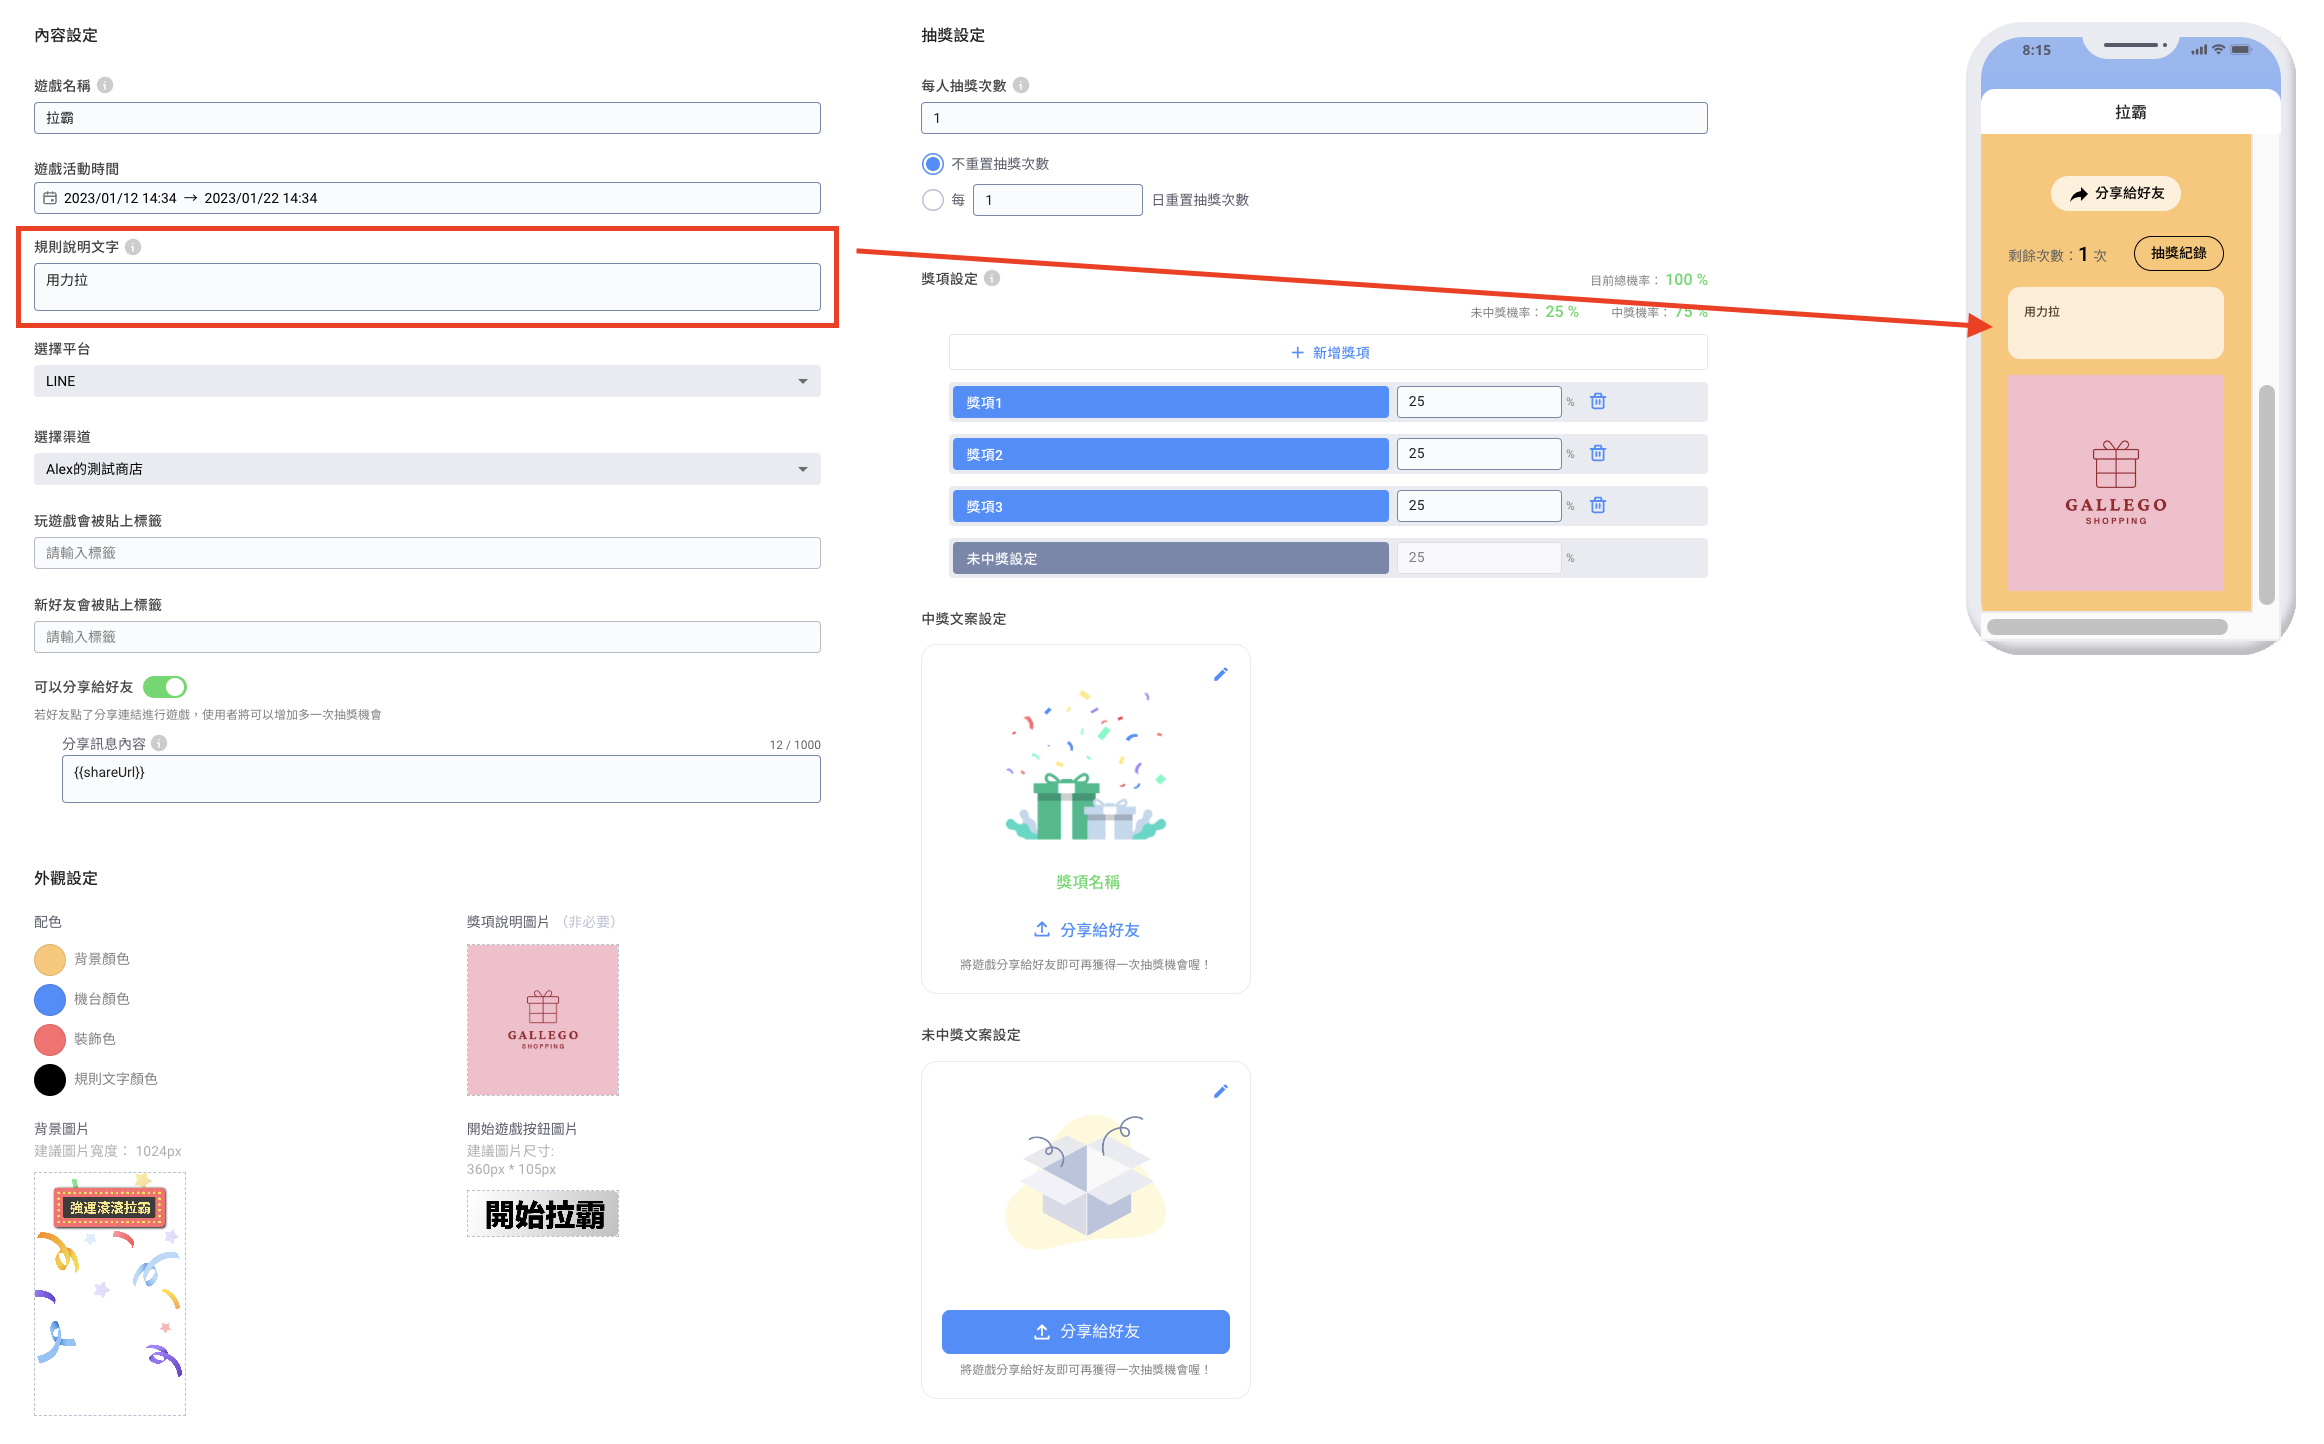 內容設定
遊戲名稱
拉霸
遊戲活動時間
2023/01/12 14:34 → 2023/01/22 14:34
規則說明文字
用力拉
選擇平台
LINE
選擇渠道
Alex的測試商店
玩遊戲會被貼上標籤
請輸入標籤
新好友會被貼上標籤
請輸入標籤
可以分享給好友
若好友點了分享連結進行遊戲，使用者將可以增加多一次抽獎機會
分享訊息內容
12 / 1000
{{shareUrl}}
外觀設定
配色
背景顏色
機台顏色
裝飾色
規則文字顏色
獎項說明圖片 （非必要）
GALLEGO
SHOPPING
背景圖片
建議圖片寬度： 1024px
強運滾滾拉霸
開始遊戲按鈕圖片
建議圖片尺寸:
360px * 105px
開始拉霸
抽獎設定
每人抽獎次數
1
不重置抽獎次數
每 1 日重置抽獎次數
獎項設定
目前總機率： 100 %
未中獎機率： 25 % 中獎機率： 75 %
+ 新增獎項
獎項1 25 %
獎項2 25 %
獎項3 25 %
未中獎設定 25 %
中獎文案設定
獎項名稱
分享給好友
將遊戲分享給好友即可再獲得一次抽獎機會喔！
未中獎文案設定
分享給好友
將遊戲分享給好友即可再獲得一次抽獎機會喔！
8:15
拉霸
分享給好友
剩餘次數：1 次
抽獎紀錄
用力拉
GALLEGO
SHOPPING